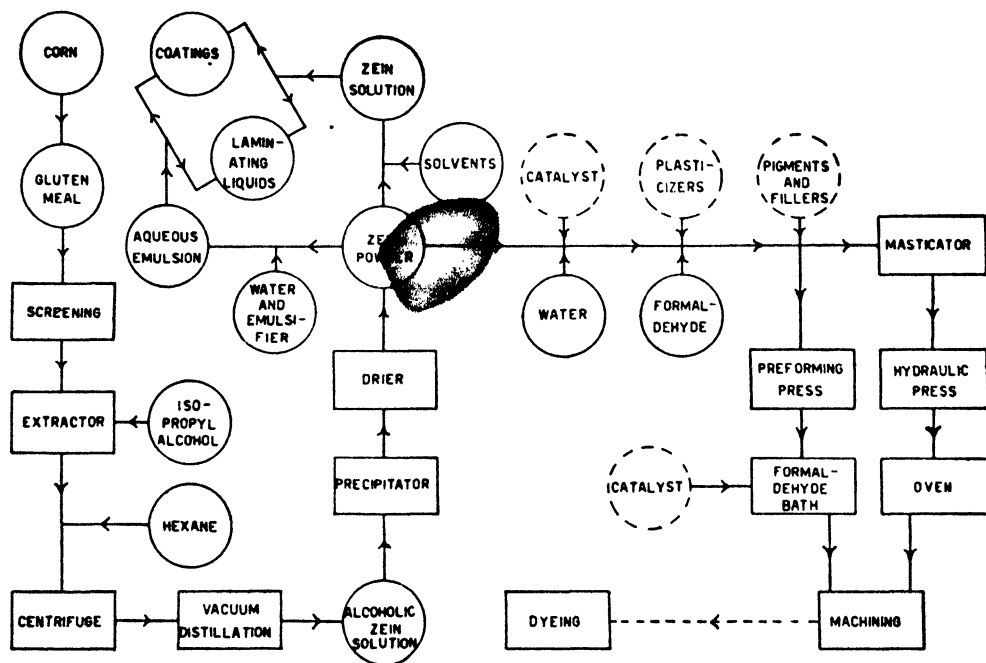 CORN
COATINGS
ZEIN
SOLUTION
GLUTEN
MEAL
LAMIN-
ATING
LIQUIDS
SOLVENTS
CATALYST
PLASTI-
CIZERS
PIGMENTS
AND
FILLERS
AQUEOUS
EMULSION
WATER
AND
EMULSI-
FIER
ZEIN
POWDER
WATER
FORMAL-
DEHYDE
MASTICATOR
SCREENING
DRIER
PREFORMING
PRESS
HYDRAULIC
PRESS
EXTRACTOR
ISO-
PROPYL
ALCOHOL
PRECIPITATOR
CATALYST
FORMAL-
DEHYDE
BATH
OVEN
HEXANE
CENTRIFUGE
VACUUM
DISTILLATION
ALCOHOLIC
ZEIN
SOLUTION
DYEING
MACHINING